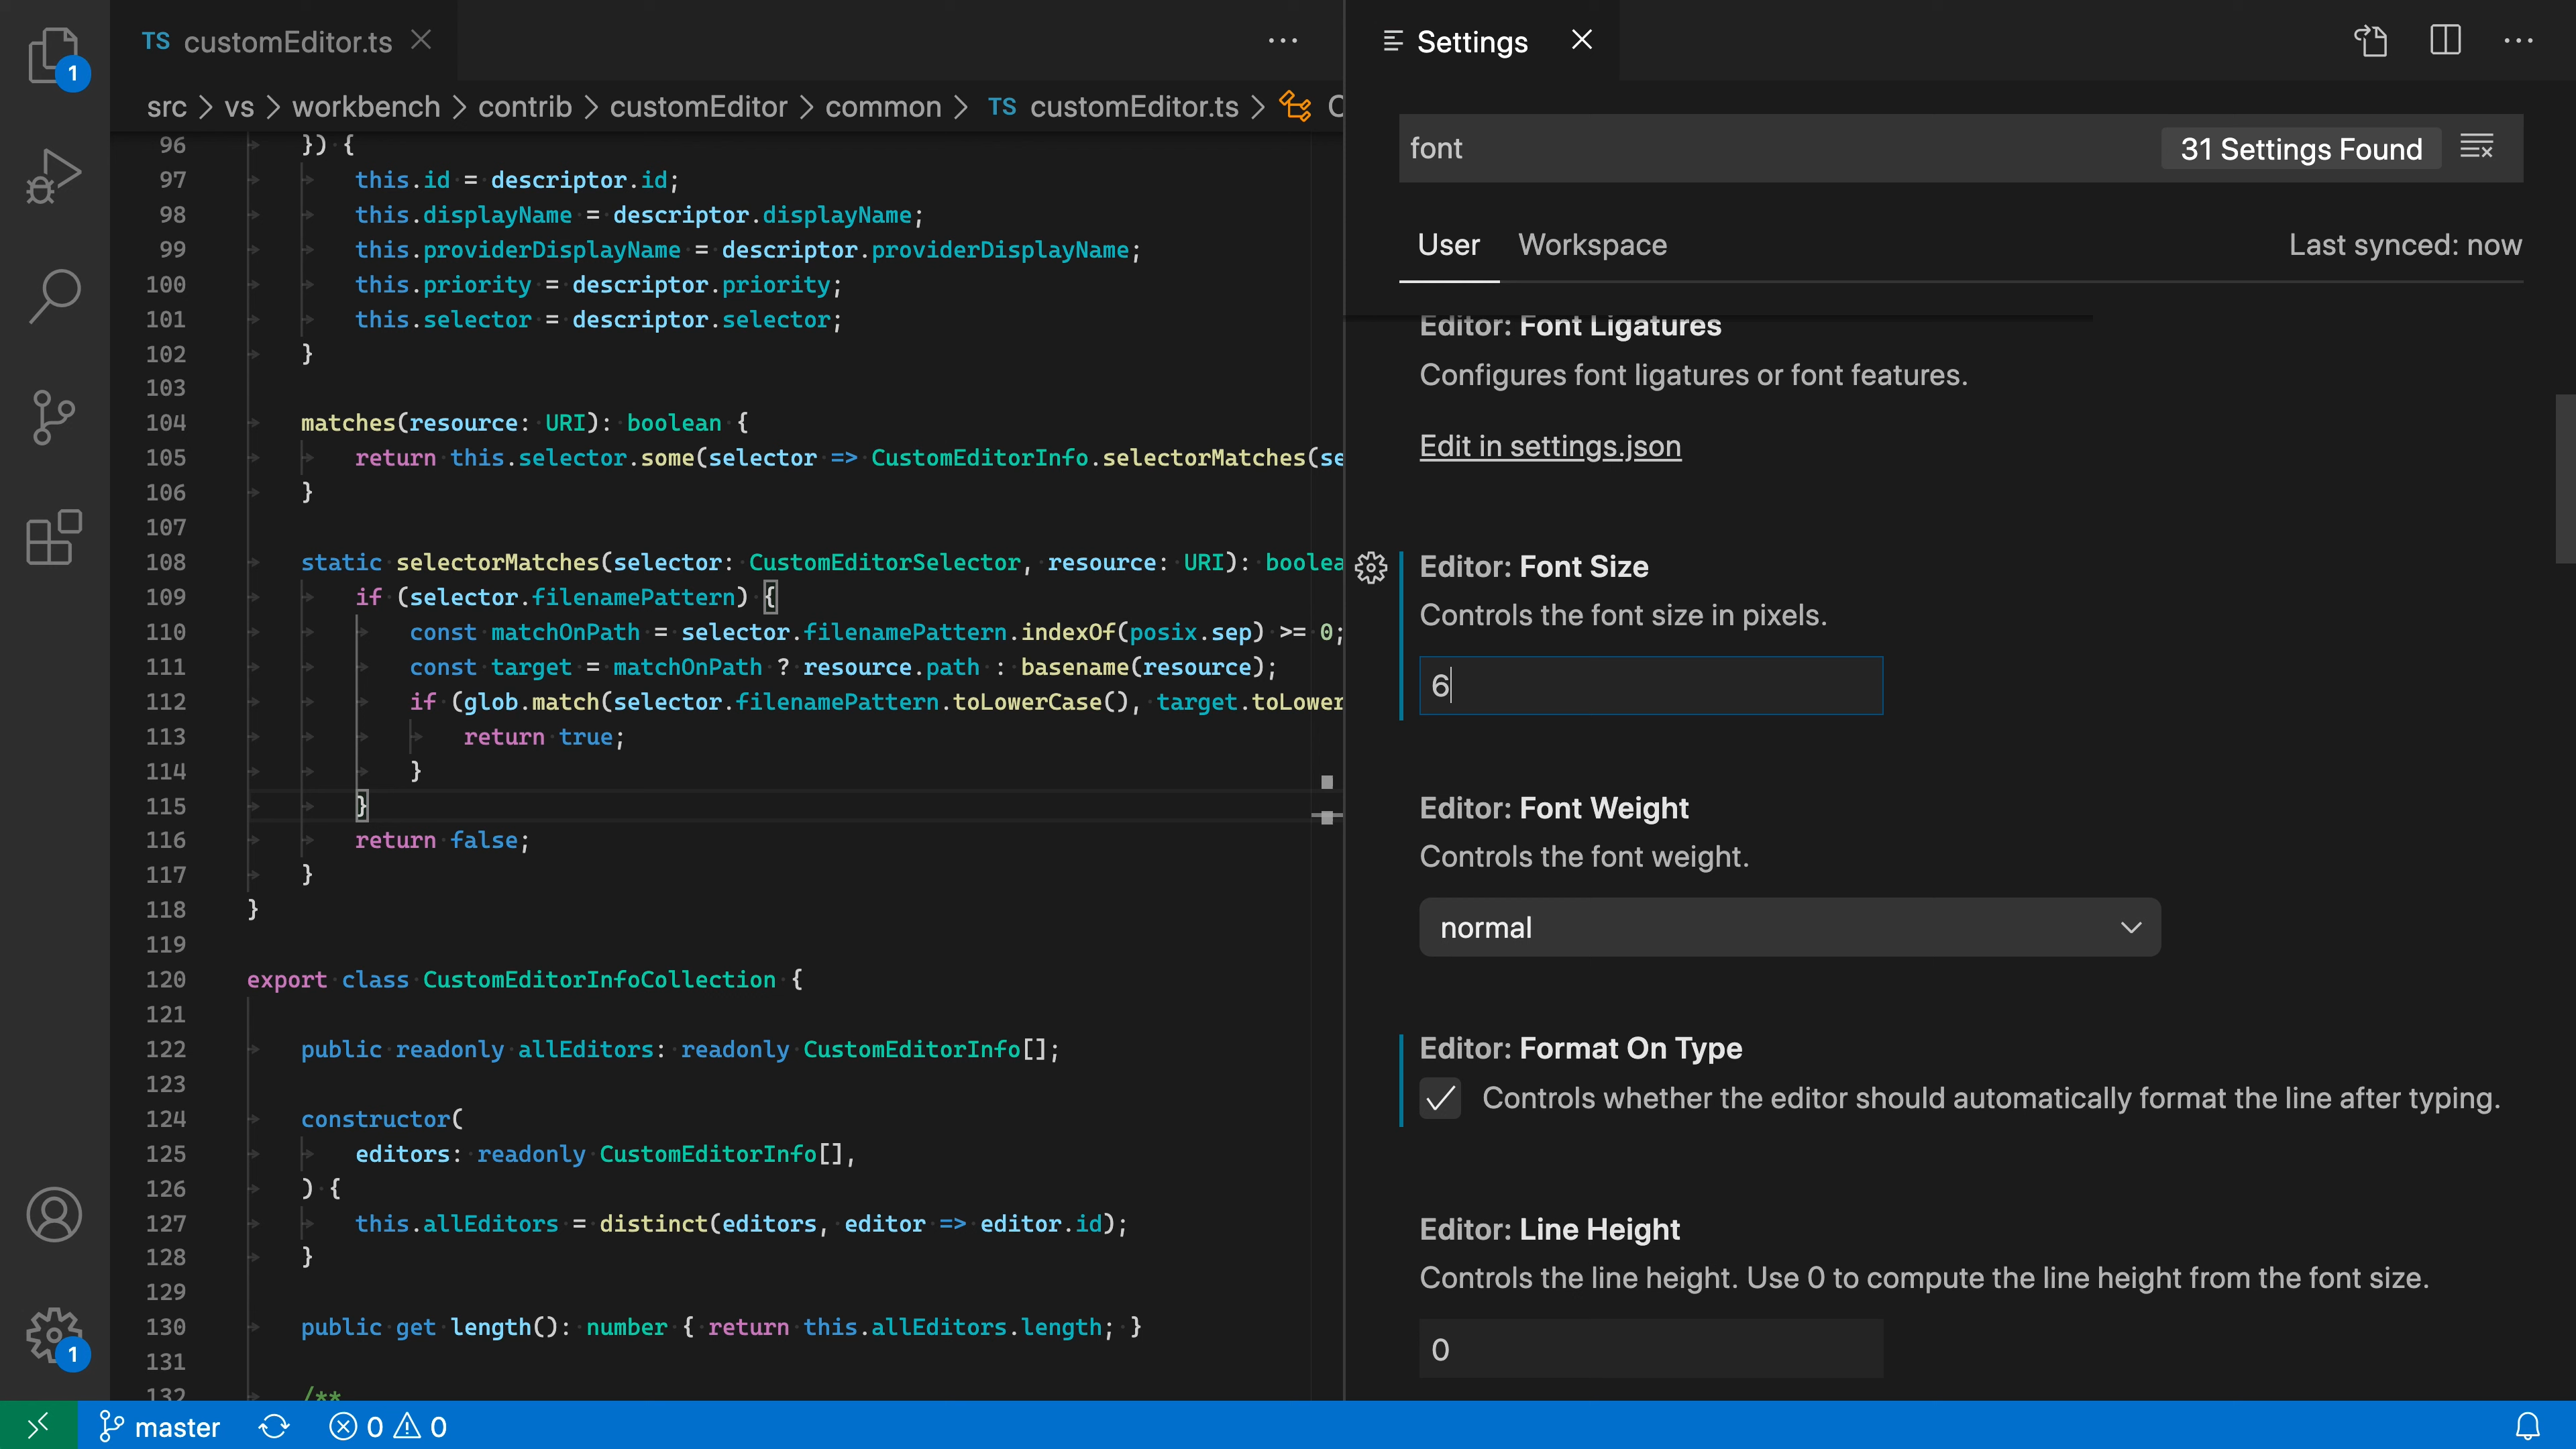 1
TS customEditor.ts
src > vs > workbench > contrib > customEditor > common > TS customEditor.ts >
96 }) {
97 this.id = descriptor.id;
98 this.displayName = descriptor.displayName;
99 this.providerDisplayName = descriptor.providerDisplayName;
100 this.priority = descriptor.priority;
101 this.selector = descriptor.selector;
102 }
103
104 matches(resource: URI): boolean {
105 return this.selector.some(selector => CustomEditorInfo.selectorMatches(se
106 }
107
108 static selectorMatches(selector: CustomEditorSelector, resource: URI): boolea
109 if (selector.filenamePattern) {
110 const matchOnPath = selector.filenamePattern.indexOf(posix.sep) >= 0;
111 const target = matchOnPath ? resource.path : basename(resource);
112 if (glob.match(selector.filenamePattern.toLowerCase(), target.toLower
113 return true;
114 }
115 }
116 return false;
117 }
118 }
119
120 export class CustomEditorInfoCollection {
121
122 public readonly allEditors: readonly CustomEditorInfo[];
123
124 constructor(
125 editors: readonly CustomEditorInfo[],
126 ) {
127 this.allEditors = distinct(editors, editor => editor.id);
128 }
129
130 public get length(): number { return this.allEditors.length; }
131
132 /**
1
master 0 0
Settings
font 31 Settings Found
User Workspace Last synced: now
Editor: Font Ligatures
Configures font ligatures or font features.
Edit in settings.json
Editor: Font Size
Controls the font size in pixels.
6
Editor: Font Weight
Controls the font weight.
normal
Editor: Format On Type
Controls whether the editor should automatically format the line after typing.
Editor: Line Height
Controls the line height. Use 0 to compute the line height from the font size.
0